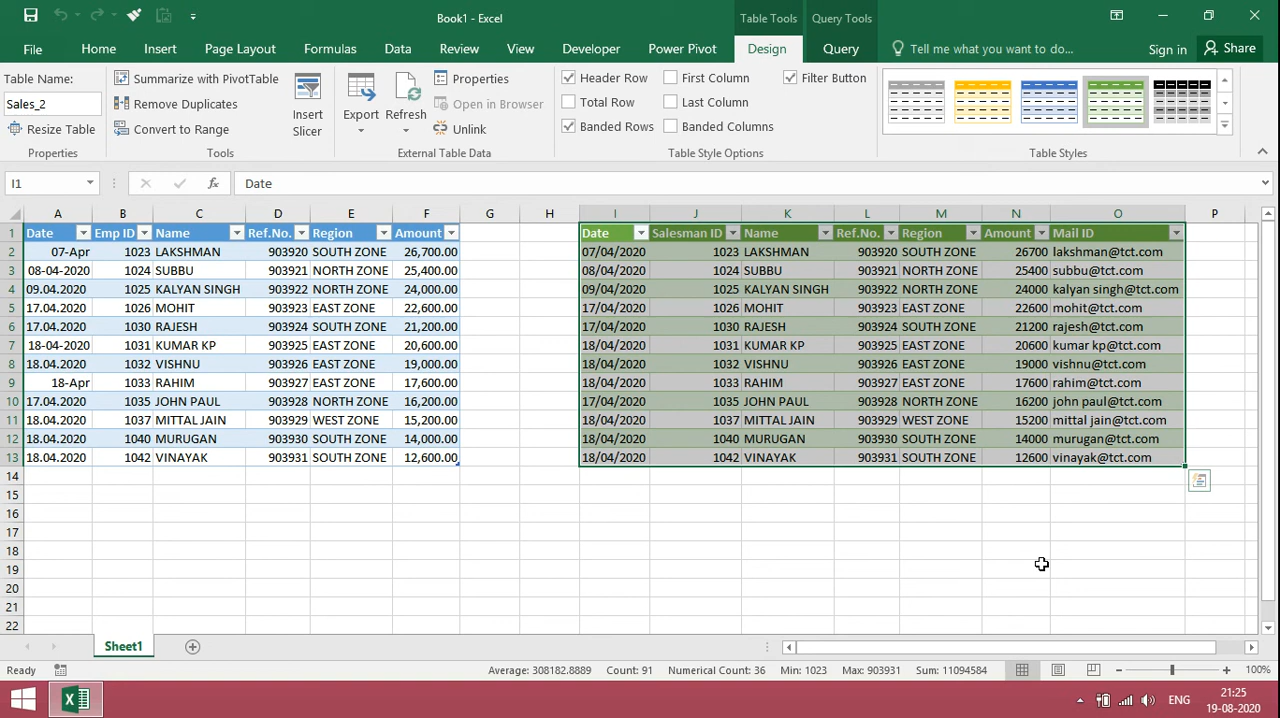 Book1 - Excel
Table Tools
Query Tools
File Home Insert Page Layout Formulas Data Review View Developer Power Pivot Design Query Tell me what you want to do... Sign in Share
Table Name:
Sales_2
Resize Table
Properties
Summarize with PivotTable
Remove Duplicates
Convert to Range
Tools
Insert
Slicer
Export
Refresh
Properties
Open in Browser
Unlink
External Table Data
Header Row First Column Filter Button
Total Row Last Column
Banded Rows Banded Columns
Table Style Options
Table Styles
I1 fx Date
A B C D E F G H I J K L M N O P
1 Date Emp ID Name Ref.No. Region Amount Date Salesman ID Name Ref.No. Region Amount Mail ID
2 07-Apr 1023 LAKSHMAN 903920 SOUTH ZONE 26,700.00 07/04/2020 1023 LAKSHMAN 903920 SOUTH ZONE 26700 lakshman@tct.com
3 08-04-2020 1024 SUBBU 903921 NORTH ZONE 25,400.00 08/04/2020 1024 SUBBU 903921 NORTH ZONE 25400 subbu@tct.com
4 09.04.2020 1025 KALYAN SINGH 903922 NORTH ZONE 24,000.00 09/04/2020 1025 KALYAN SINGH 903922 NORTH ZONE 24000 kalyan singh@tct.com
5 17.04.2020 1026 MOHIT 903923 EAST ZONE 22,600.00 17/04/2020 1026 MOHIT 903923 EAST ZONE 22600 mohit@tct.com
6 17.04.2020 1030 RAJESH 903924 SOUTH ZONE 21,200.00 17/04/2020 1030 RAJESH 903924 SOUTH ZONE 21200 rajesh@tct.com
7 18-04-2020 1031 KUMAR KP 903925 EAST ZONE 20,600.00 18/04/2020 1031 KUMAR KP 903925 EAST ZONE 20600 kumar kp@tct.com
8 18.04.2020 1032 VISHNU 903926 EAST ZONE 19,000.00 18/04/2020 1032 VISHNU 903926 EAST ZONE 19000 vishnu@tct.com
9 18-Apr 1033 RAHIM 903927 EAST ZONE 17,600.00 18/04/2020 1033 RAHIM 903927 EAST ZONE 17600 rahim@tct.com
10 17.04.2020 1035 JOHN PAUL 903928 NORTH ZONE 16,200.00 17/04/2020 1035 JOHN PAUL 903928 NORTH ZONE 16200 john paul@tct.com
11 18.04.2020 1037 MITTAL JAIN 903929 WEST ZONE 15,200.00 18/04/2020 1037 MITTAL JAIN 903929 WEST ZONE 15200 mittal jain@tct.com
12 18.04.2020 1040 MURUGAN 903930 SOUTH ZONE 14,000.00 18/04/2020 1040 MURUGAN 903930 SOUTH ZONE 14000 murugan@tct.com
13 18.04.2020 1042 VINAYAK 903931 SOUTH ZONE 12,600.00 18/04/2020 1042 VINAYAK 903931 SOUTH ZONE 12600 vinayak@tct.com
14
15
16
17
18
19
20
21
22
Sheet1
Ready Average: 308182.8889 Count: 91 Numerical Count: 36 Min: 1023 Max: 903931 Sum: 11094584 100%
ENG 21:25
19-08-2020